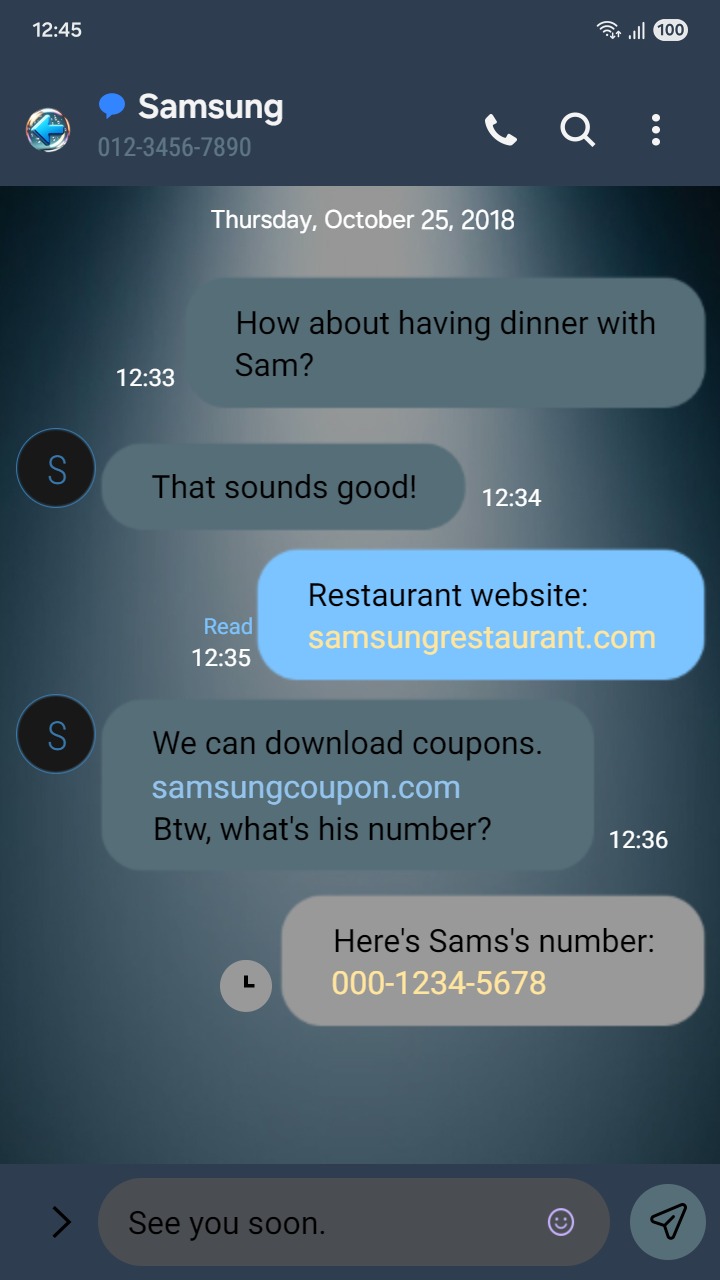 12:45
100
Samsung
012-3456-7890
Thursday, October 25, 2018
How about having dinner with
Sam?
12:33
S
That sounds good!
12:34
Restaurant website:
samsungrestaurant.com
Read
12:35
S
We can download coupons.
samsungcoupon.com
Btw, what's his number?
12:36
Here's Sams's number:
000-1234-5678
See you soon.